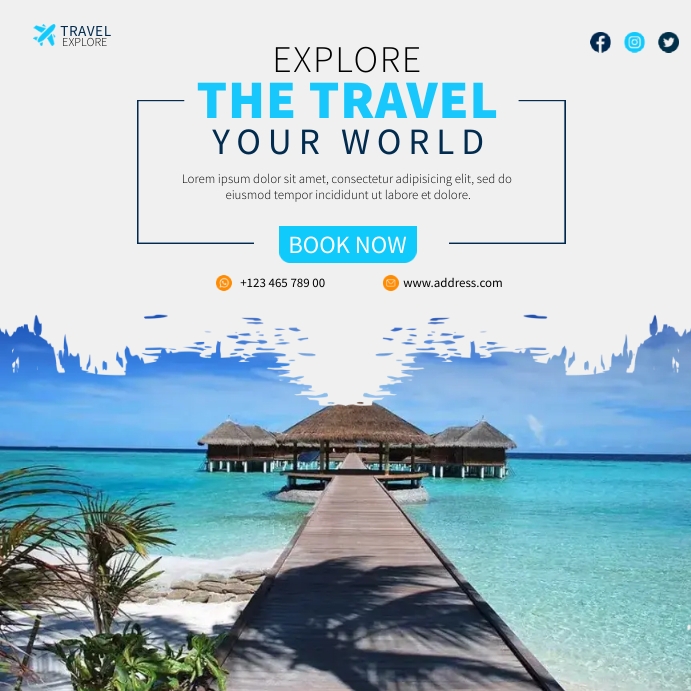 TRAVEL
EXPLORE
EXPLORE
THE TRAVEL
YOUR WORLD
Lorem ipsum dolor sit amet, consectetur adipisicing elit, sed do
eiusmod tempor incididunt ut labore et dolore.
BOOK NOW
+123 465 789 00
www.address.com